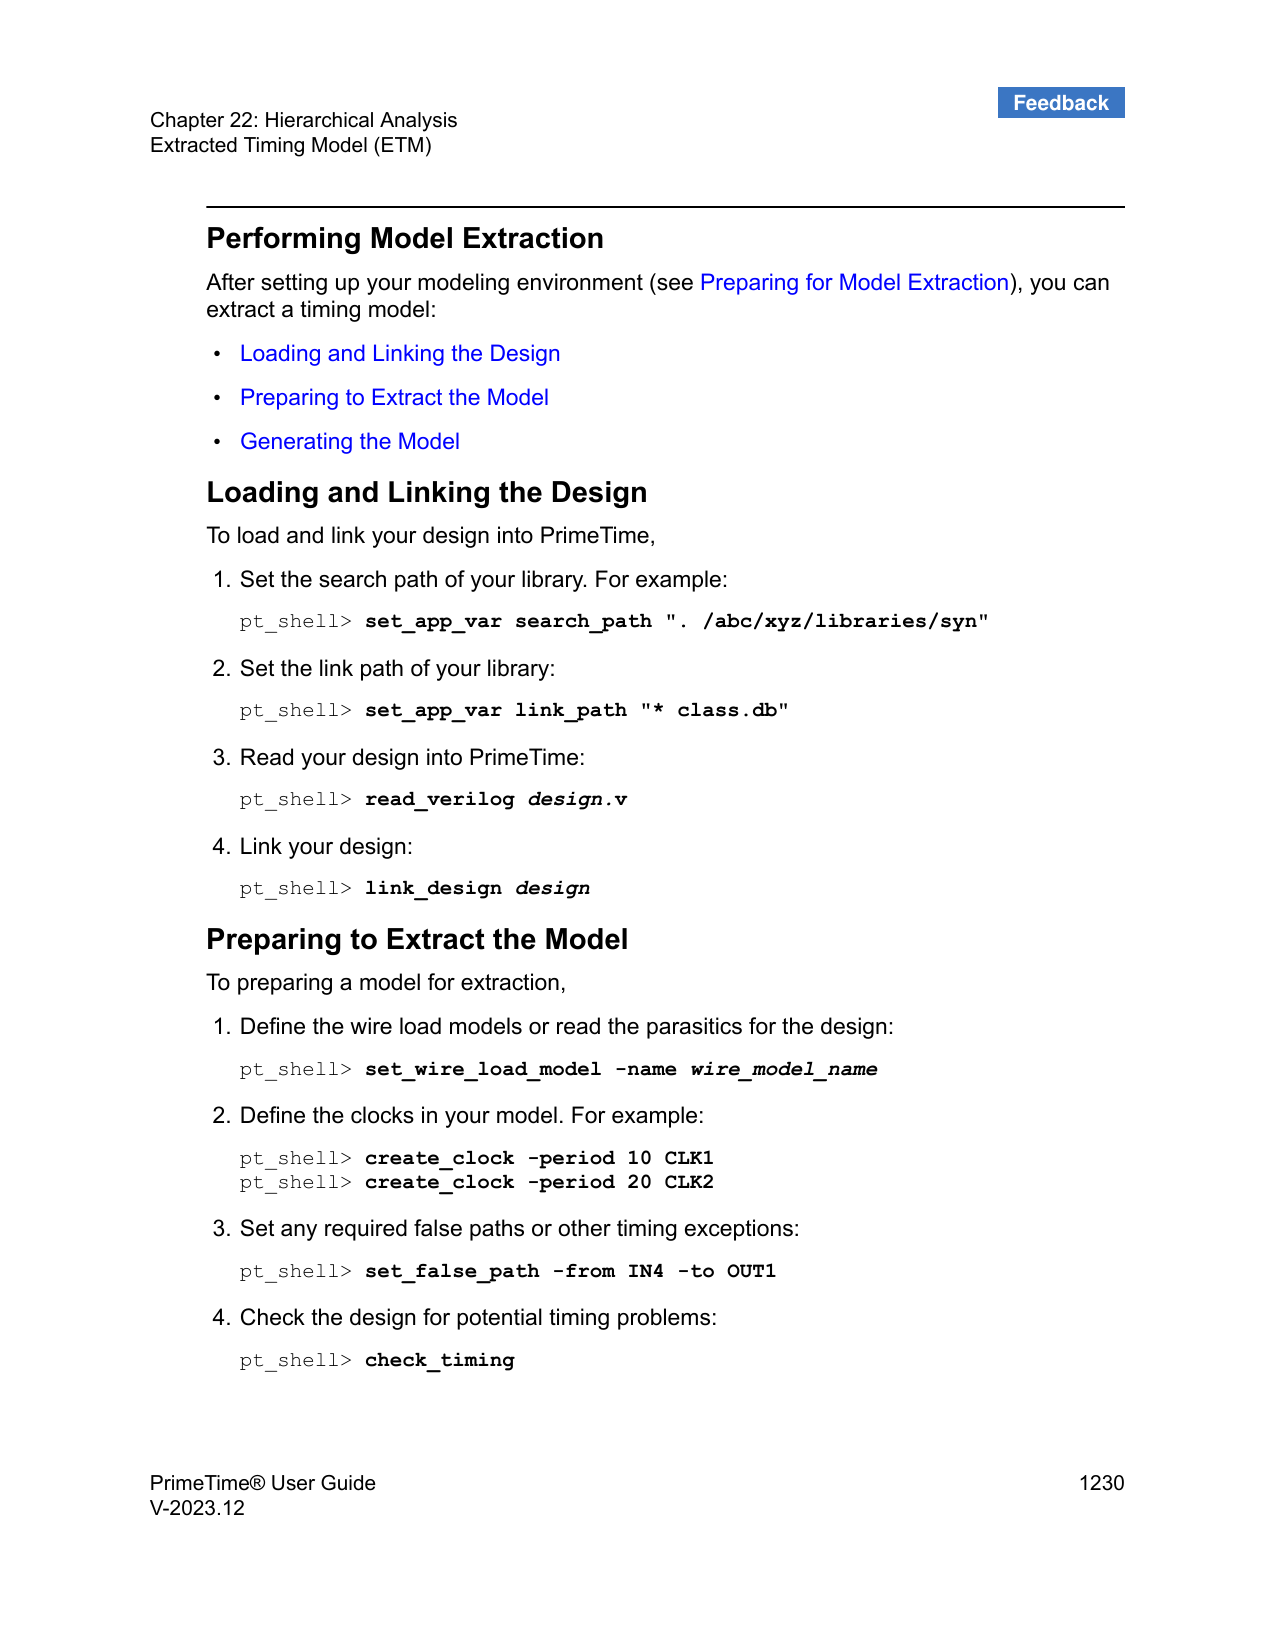 Feedback
Chapter 22: Hierarchical Analysis
Extracted Timing Model (ETM)
Performing Model Extraction
After setting up your modeling environment (see Preparing for Model Extraction), you can
extract a timing model:
• Loading and Linking the Design
• Preparing to Extract the Model
• Generating the Model
Loading and Linking the Design
To load and link your design into PrimeTime,
1. Set the search path of your library. For example:
pt_shell> set_app_var search_path ". /abc/xyz/libraries/syn"
2. Set the link path of your library:
pt_shell> set_app_var link_path "* class.db"
3. Read your design into PrimeTime:
pt_shell> read_verilog design.v
4. Link your design:
pt_shell> link_design design
Preparing to Extract the Model
To preparing a model for extraction,
1. Define the wire load models or read the parasitics for the design:
pt_shell> set_wire_load_model -name wire_model_name
2. Define the clocks in your model. For example:
pt_shell> create_clock -period 10 CLK1
pt_shell> create_clock -period 20 CLK2
3. Set any required false paths or other timing exceptions:
pt_shell> set_false_path -from IN4 -to OUT1
4. Check the design for potential timing problems:
pt_shell> check_timing
PrimeTime® User Guide 1230
V-2023.12